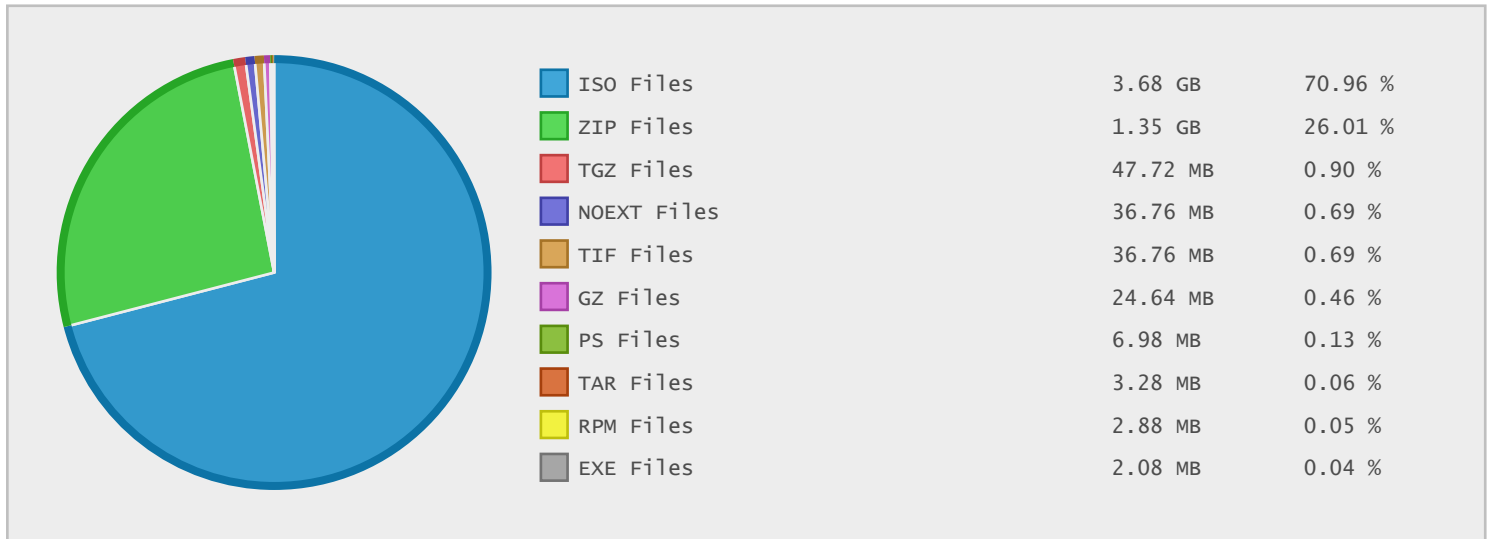 ISO Files 3.68 GB 70.96 %
ZIP Files 1.35 GB 26.01 %
TGZ Files 47.72 MB 0.90 %
NOEXT Files 36.76 MB 0.69 %
TIF Files 36.76 MB 0.69 %
GZ Files 24.64 MB 0.46 %
PS Files 6.98 MB 0.13 %
TAR Files 3.28 MB 0.06 %
RPM Files 2.88 MB 0.05 %
EXE Files 2.08 MB 0.04 %